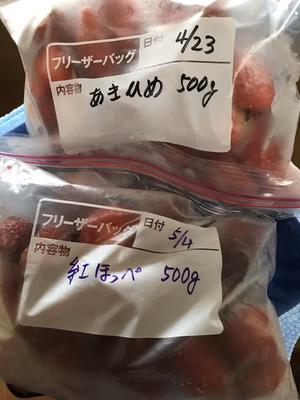 フリーザーバッグ 日付 4/23
内容物 あきひめ 500g
フリーザーバッグ 日付 5/4
内容物 紅ほっぺ 500g